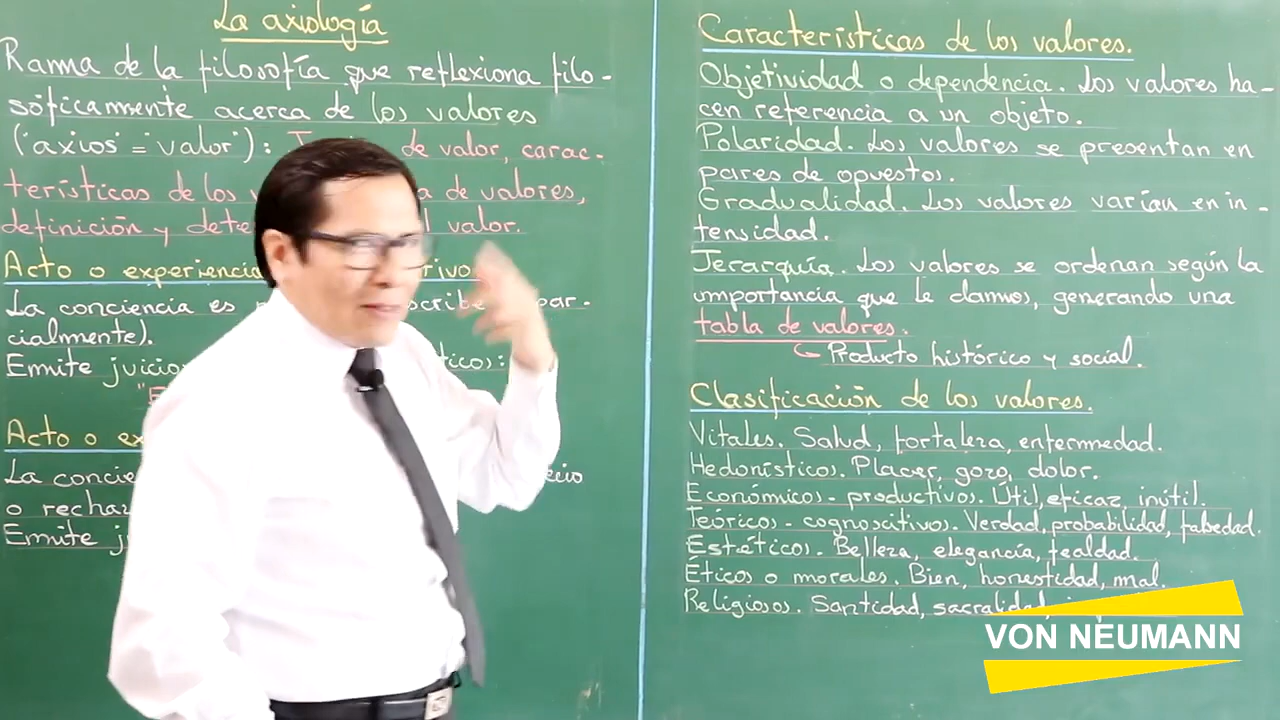 La axiología
Rama de la filosofía que reflexiona filo-
sóficamente acerca de los valores
("axios" = valor): de valor, carac-
terísticas de los de valores,
definición y valor.
Acto o experiencia
La conciencia es
cialmente).
Emite
Acto o
La
o
Emite
Características de los valores.
Objetividad o dependencia. Los valores ha-
cen referencia a un objeto.
Polaridad. Los valores se presentan en
pares de opuestos.
Gradualidad. Los valores varían en in-
tensidad.
Jerarquía. Los valores se ordenan según la
importancia que le damos, generando una
tabla de valores.
Producto histórico y social.
Clasificación de los valores.
Vitales. Salud, fortaleza, enfermedad.
Hedonísticos. Placer, gozo, dolor.
Económicos - productivos. Útil, eficaz, inútil.
Teóricos - cognoscitivos. Verdad, probabilidad, falsedad.
Estéticos. Belleza, elegancia, fealdad.
Éticos o morales. Bien, honestidad, mal.
Religiosos. Santidad, sacralidad,
VON NEUMANN